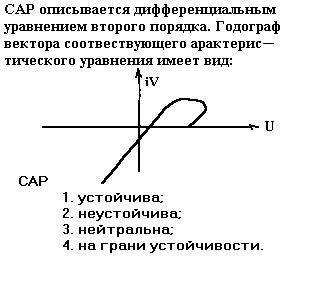 САР описывается дифференциальным
уравнением второго порядка. Годограф
вектора соотвествующего арактерис—
тического уравнения имеет вид:
iV
U
САР
1. устойчива;
2. неустойчива;
3. нейтральна;
4. на грани устойчивости.